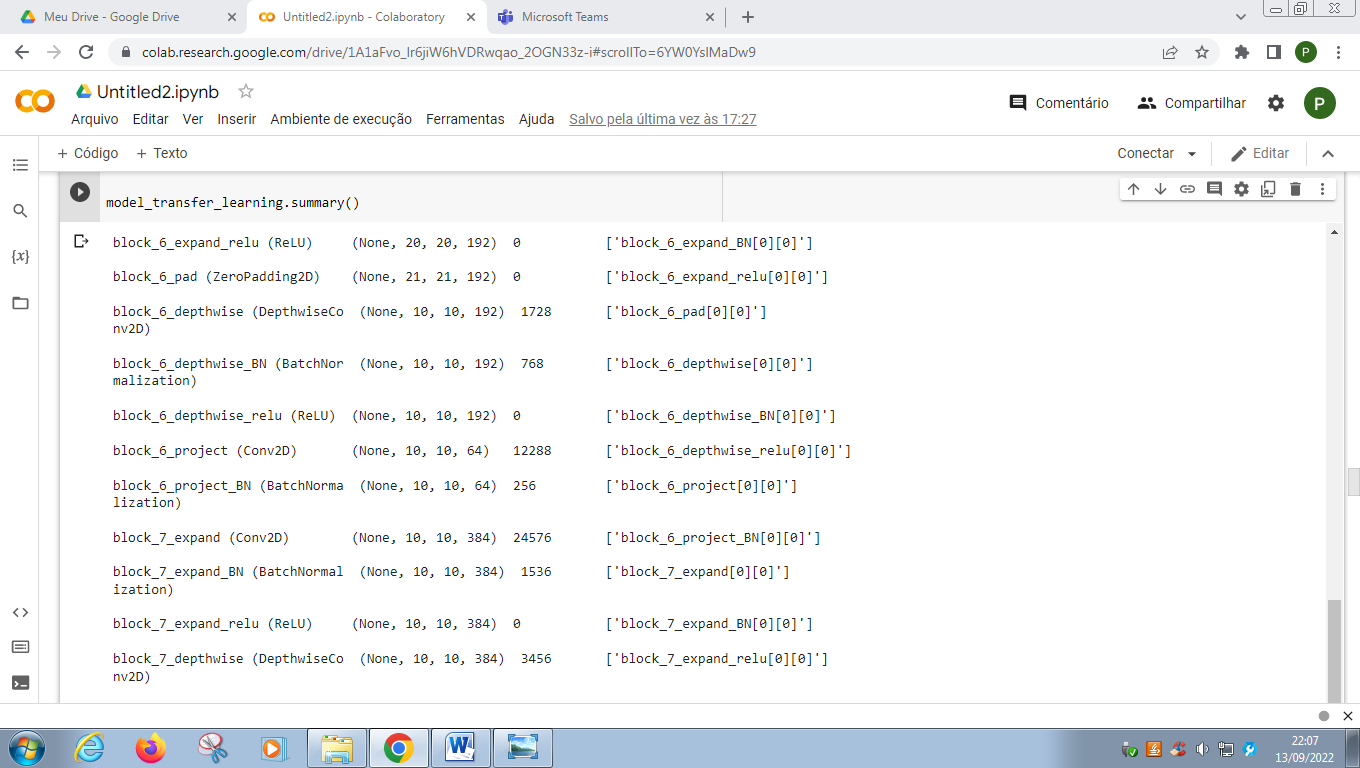 Meu Drive - Google Drive
Untitled2.ipynb - Colaboratory
Microsoft Teams
colab.research.google.com/drive/1A1aFvo_Ir6jiW6hVDRwqao_2OGN33z-i#scrollTo=6YW0YsIMaDw9
P
Untitled2.ipynb
Comentário
Compartilhar
P
Arquivo Editar Ver Inserir Ambiente de execução Ferramentas Ajuda Salvo pela última vez às 17:27
+ Código + Texto
Conectar
Editar
model_transfer_learning.summary()
{x}
block_6_expand_relu (ReLU) (None, 20, 20, 192) 0 ['block_6_expand_BN[0][0]']
block_6_pad (ZeroPadding2D) (None, 21, 21, 192) 0 ['block_6_expand_relu[0][0]']
block_6_depthwise (DepthwiseCo (None, 10, 10, 192) 1728 ['block_6_pad[0][0]']
nv2D)
block_6_depthwise_BN (BatchNor (None, 10, 10, 192) 768 ['block_6_depthwise[0][0]']
malization)
block_6_depthwise_relu (ReLU) (None, 10, 10, 192) 0 ['block_6_depthwise_BN[0][0]']
block_6_project (Conv2D) (None, 10, 10, 64) 12288 ['block_6_depthwise_relu[0][0]']
block_6_project_BN (BatchNorma (None, 10, 10, 64) 256 ['block_6_project[0][0]']
lization)
block_7_expand (Conv2D) (None, 10, 10, 384) 24576 ['block_6_project_BN[0][0]']
block_7_expand_BN (BatchNormal (None, 10, 10, 384) 1536 ['block_7_expand[0][0]']
ization)
block_7_expand_relu (ReLU) (None, 10, 10, 384) 0 ['block_7_expand_BN[0][0]']
block_7_depthwise (DepthwiseCo (None, 10, 10, 384) 3456 ['block_7_expand_relu[0][0]']
nv2D)
22:07
13/09/2022